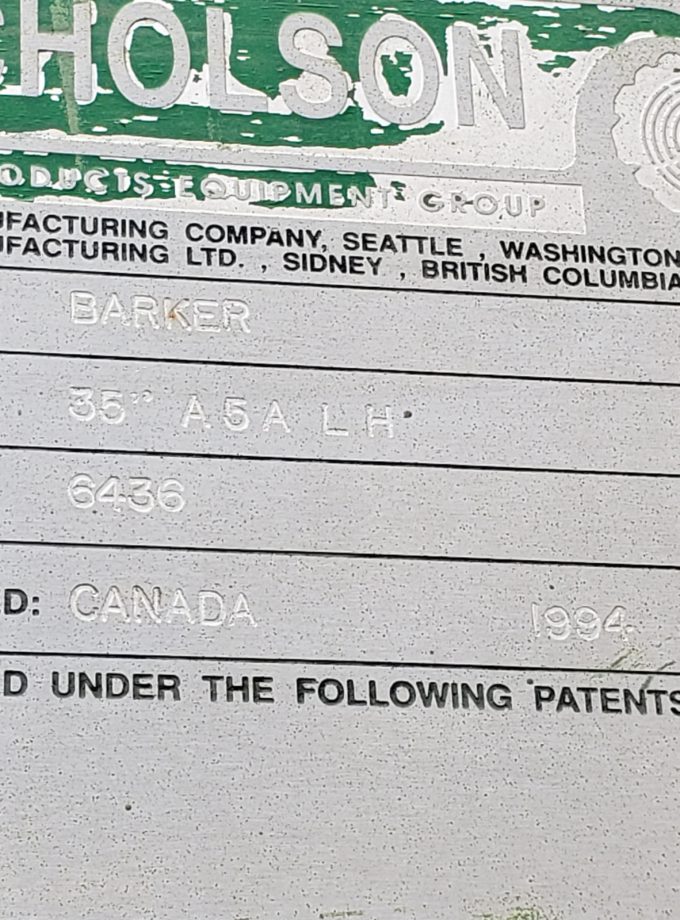 CHOLSON
ODUCTS EQUIPMENT GROUP
UFACTURING COMPANY, SEATTLE , WASHINGTON
UFACTURING LTD. , SIDNEY , BRITISH COLUMBIA
BARKER
35" A5A LH
6436
D: CANADA 1994
D UNDER THE FOLLOWING PATENTS